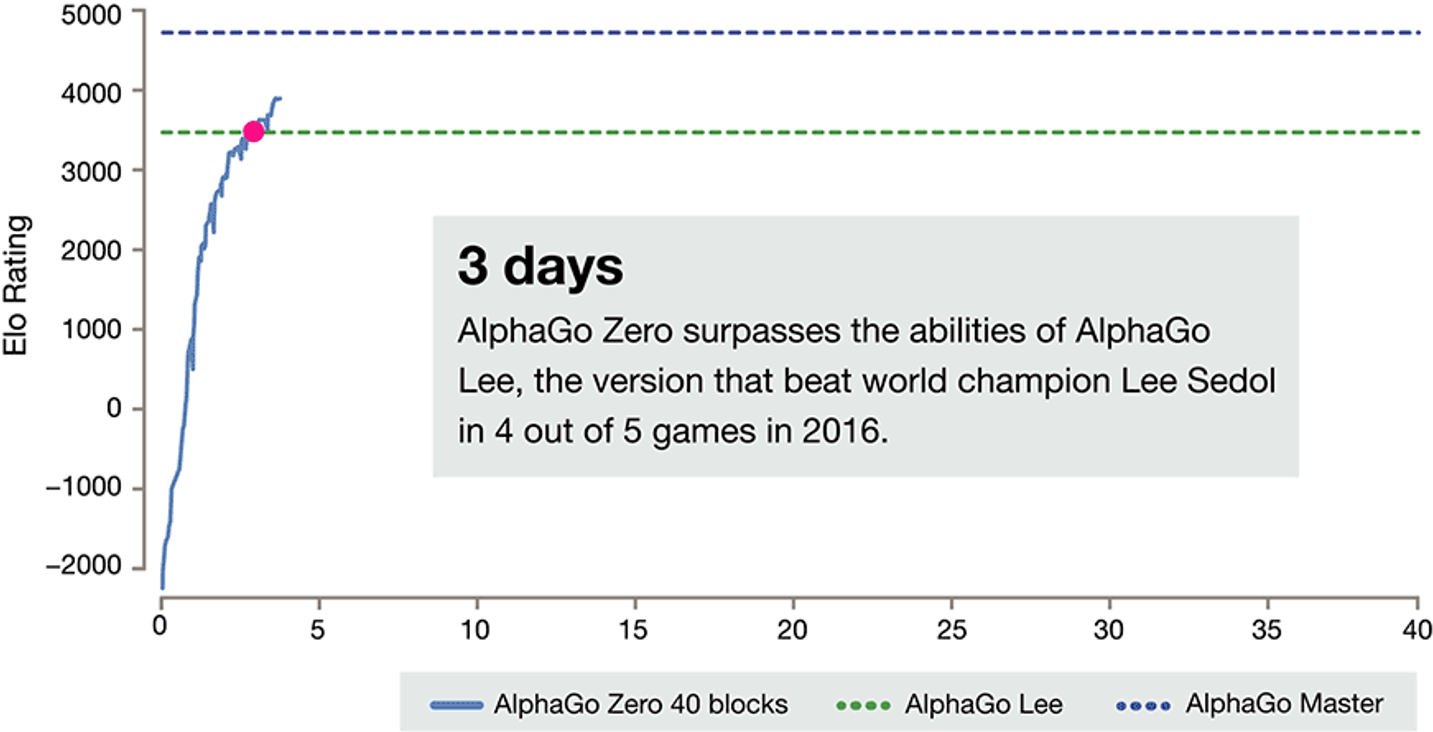 5000
4000
3000
2000
1000
0
−1000
−2000
Elo Rating
3 days
AlphaGo Zero surpasses the abilities of AlphaGo
Lee, the version that beat world champion Lee Sedol
in 4 out of 5 games in 2016.
0 5 10 15 20 25 30 35 40
AlphaGo Zero 40 blocks AlphaGo Lee AlphaGo Master